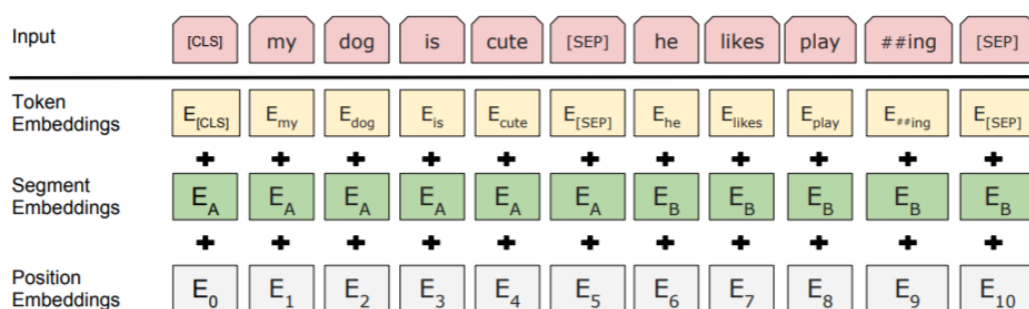 Input [CLS] my dog is cute [SEP] he likes play ##ing [SEP]
Token Embeddings E[CLS] Emy Edog Eis Ecute E[SEP] Ehe Elikes Eplay E##ing E[SEP]
+ + + + + + + + + + +
Segment Embeddings EA EA EA EA EA EA EB EB EB EB EB
+ + + + + + + + + + +
Position Embeddings E0 E1 E2 E3 E4 E5 E6 E7 E8 E9 E10